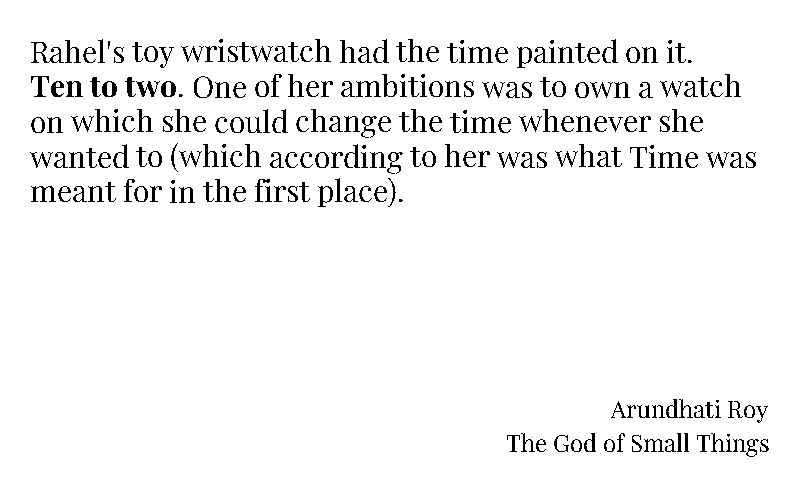 Rahel's toy wristwatch had the time painted on it.
Ten to two. One of her ambitions was to own a watch
on which she could change the time whenever she
wanted to (which according to her was what Time was
meant for in the first place).
Arundhati Roy
The God of Small Things